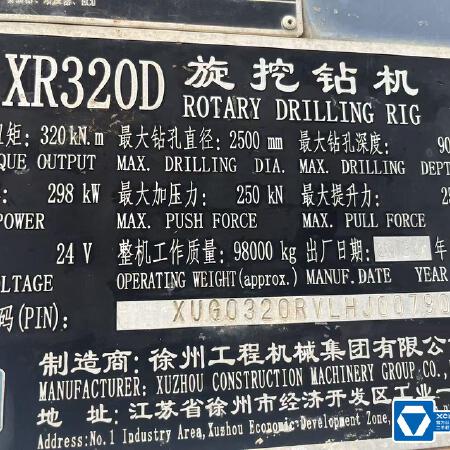 XR320D 旋挖钻机
ROTARY DRILLING RIG
矩: 320 kN.m 最大钻孔直径: 2500 mm 最大钻孔深度: 90
QUE OUTPUT MAX. DRILLING DIA. MAX. DRILLING DEPT
: 298 kW 最大加压力: 250 kN 最大提升力: 25
POWER MAX. PUSH FORCE MAX. PULL FORCE
24 V 整机工作质量: 98000 kg 出厂日期: 年
LTAGE OPERATING WEIGHT(approx.) MANUF. DATE YEAR
码(PIN):
制造商: 徐州工程机械集团有限公
MANUFACTURER: XUZHOU CONSTRUCTION MACHINERY GROUP CO.,
地 址: 江苏省徐州市经济开发区工业一
Address:No.1 Industry Area,Xuzhou Economic Development Zone,